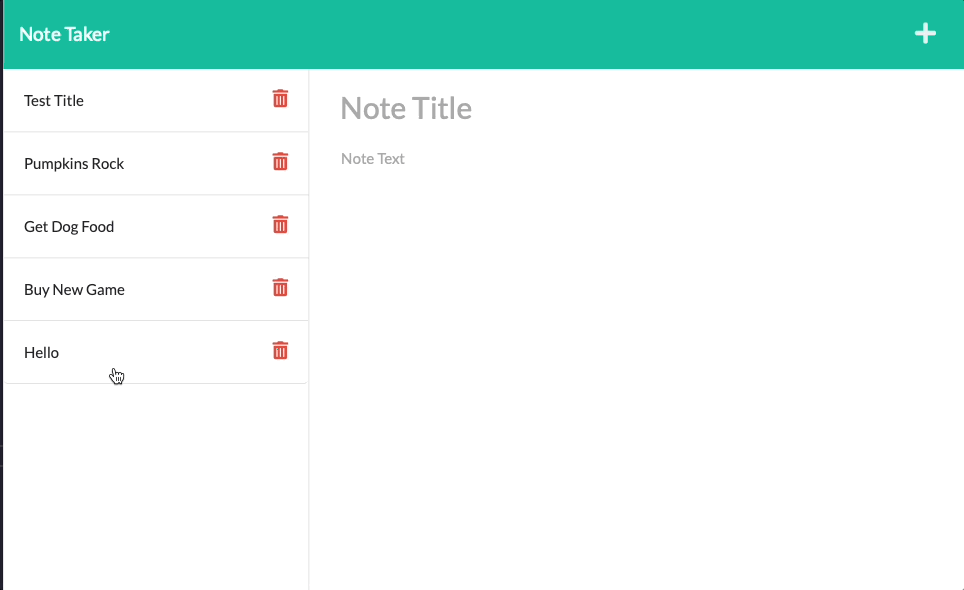 Note Taker
Test Title
Pumpkins Rock
Get Dog Food
Buy New Game
Hello
Note Title
Note Text